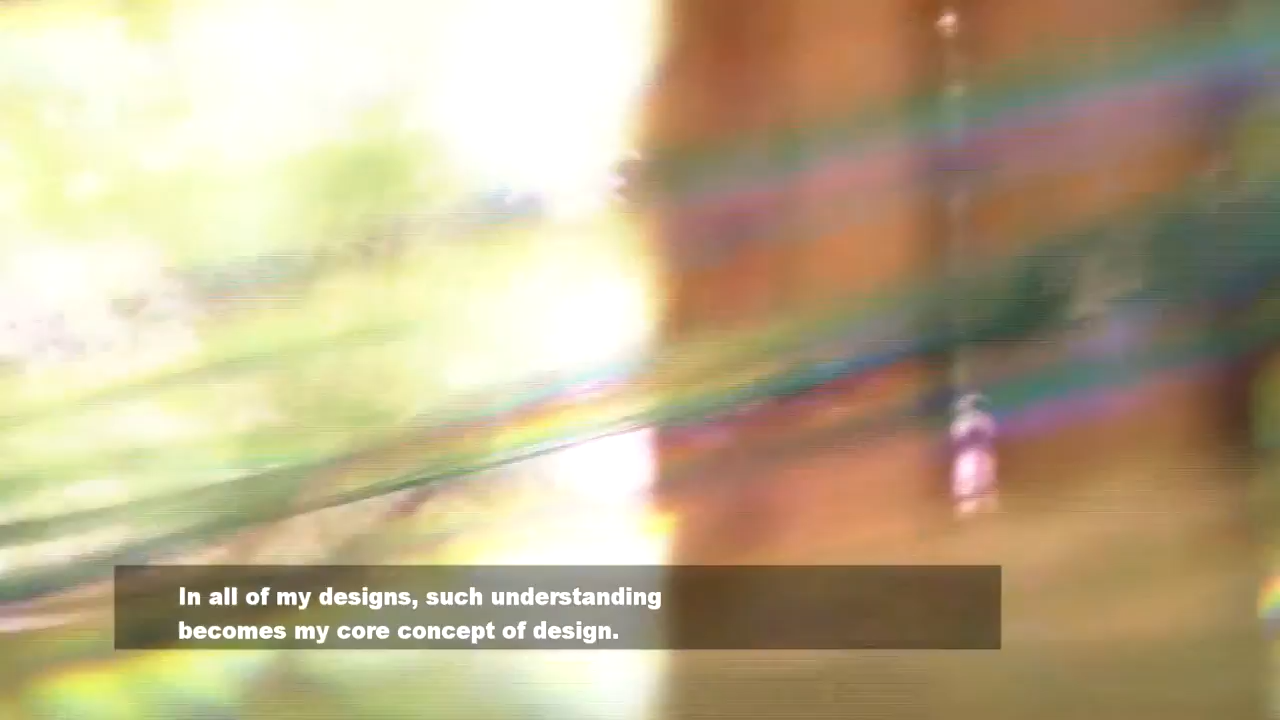 In all of my designs, such understanding
becomes my core concept of design.